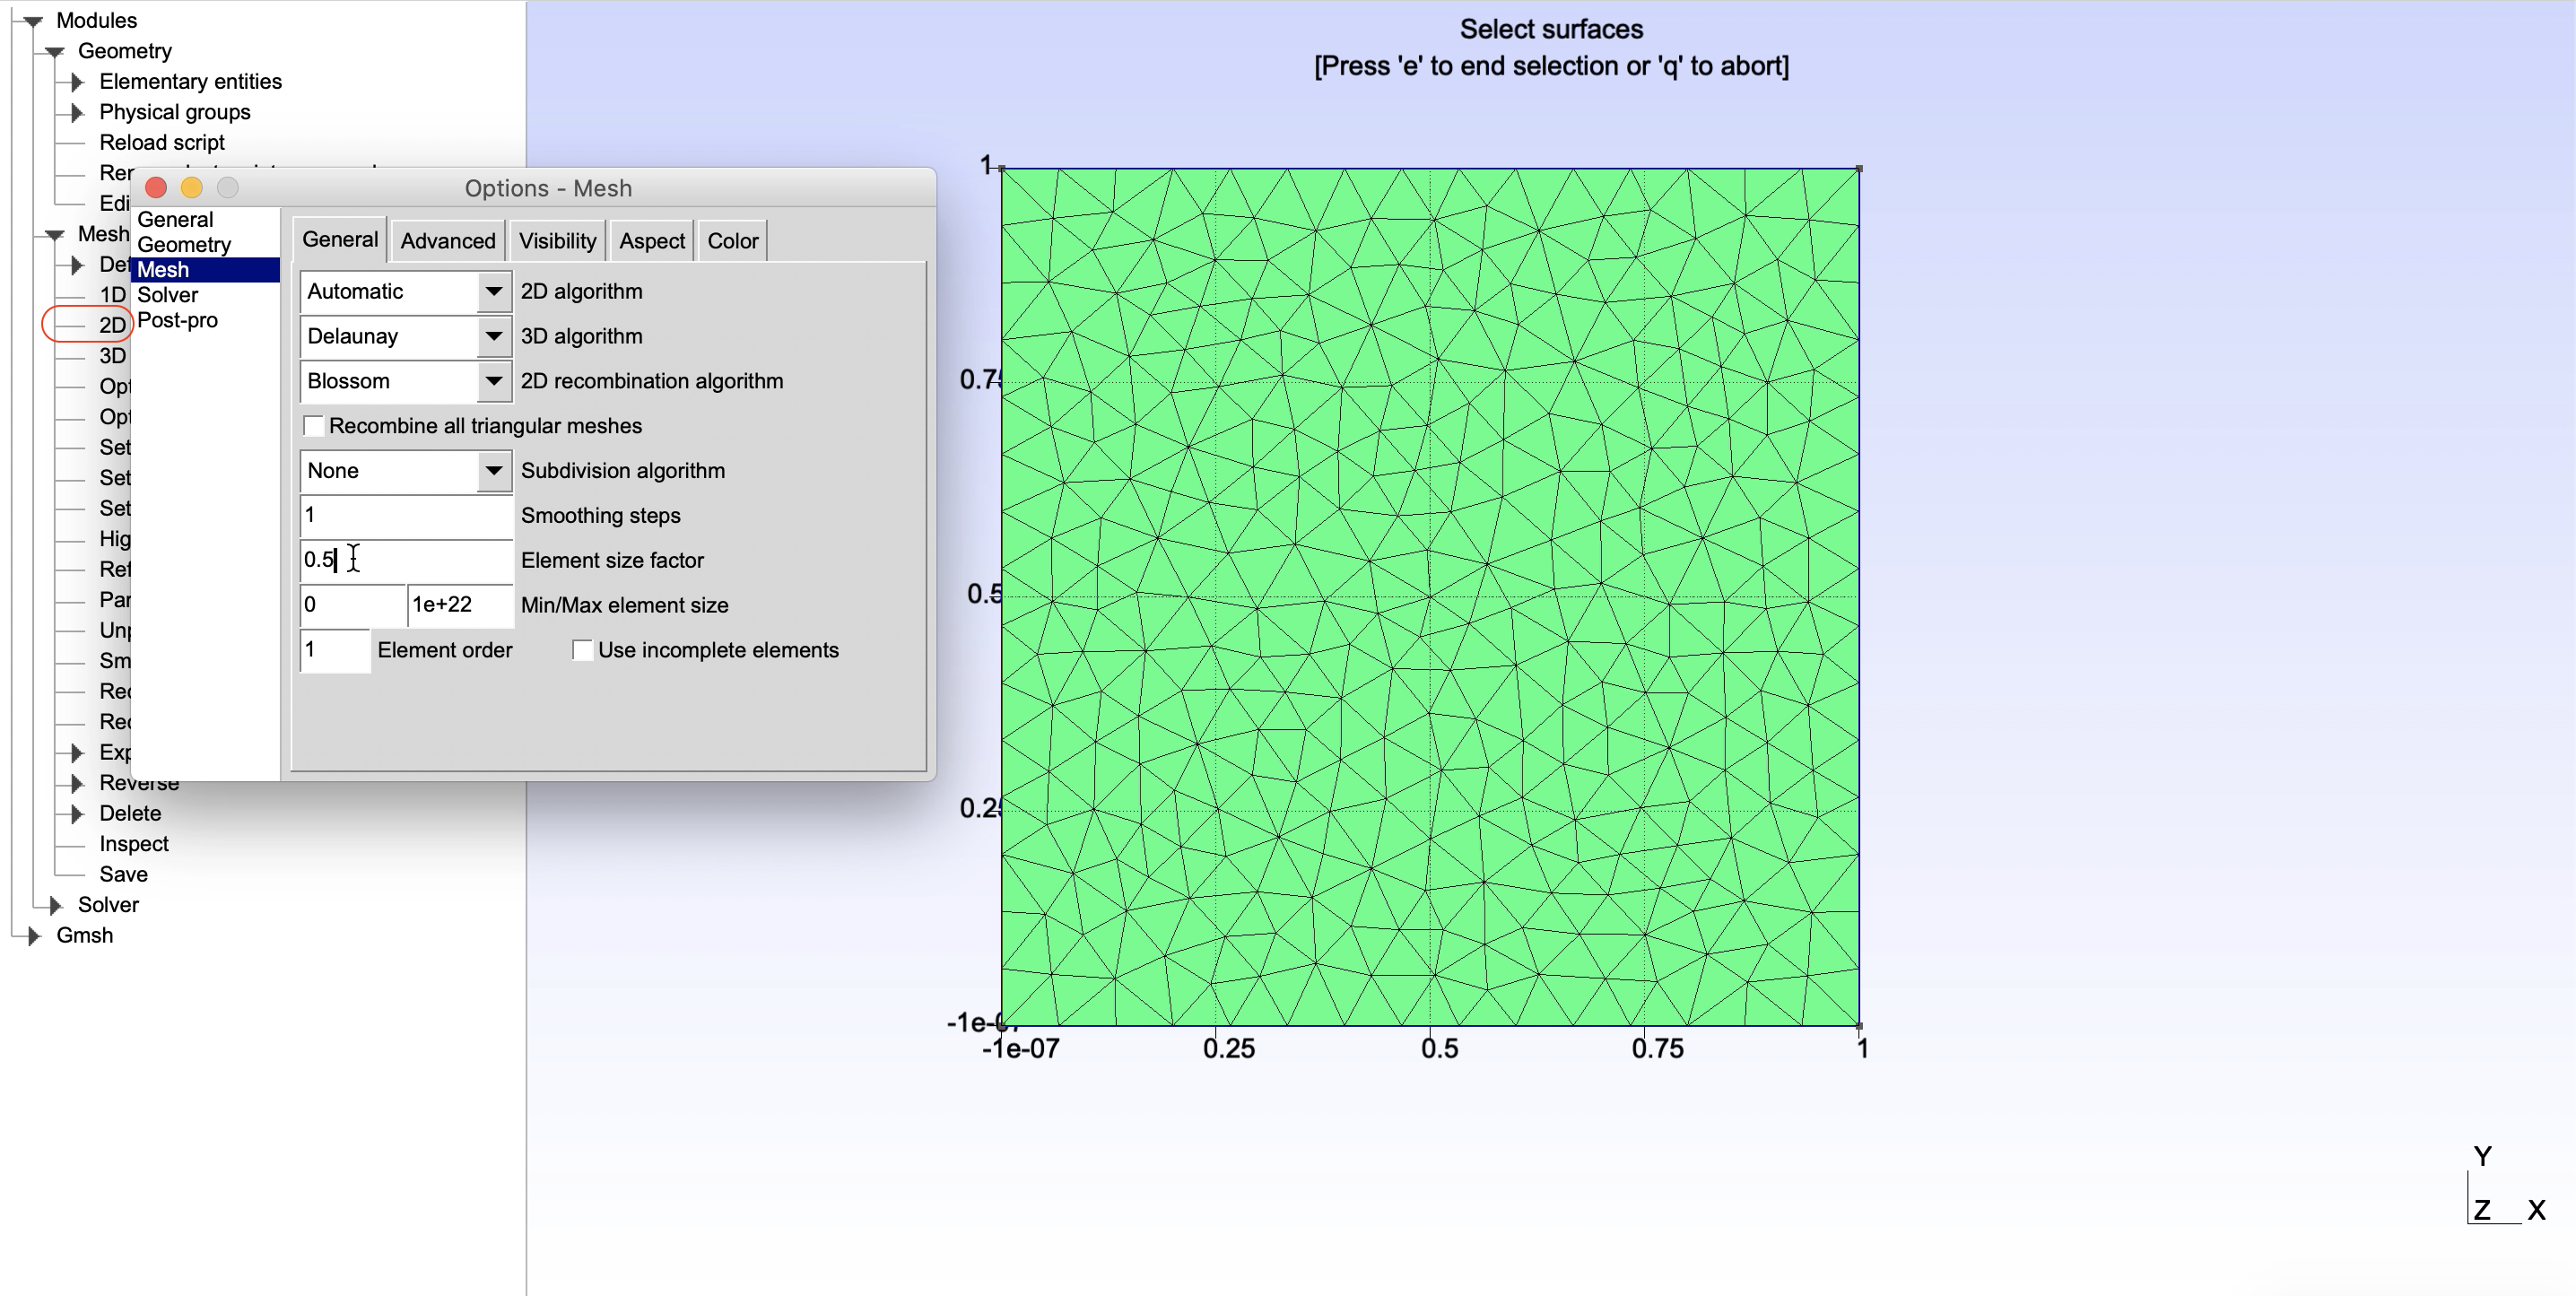 Modules
Geometry
Elementary entities
Physical groups
Reload script
Edi
Mesh
Def
1D
2D
3D
Opt
Opt
Set
Set
Set
Hig
Ref
Par
Unp
Sm
Rec
Rec
Exp
Reverse
Delete
Inspect
Save
Solver
Gmsh
Options - Mesh
General
Geometry
Mesh
Solver
Post-pro
General Advanced Visibility Aspect Color
Automatic 2D algorithm
Delaunay 3D algorithm
Blossom 2D recombination algorithm
Recombine all triangular meshes
None Subdivision algorithm
1 Smoothing steps
0.5 Element size factor
0 1e+22 Min/Max element size
1 Element order Use incomplete elements
Select surfaces
[Press 'e' to end selection or 'q' to abort]
1
0.75
0.5
0.25
-1e-07
-1e-07 0.25 0.5 0.75 1
Y
Z X